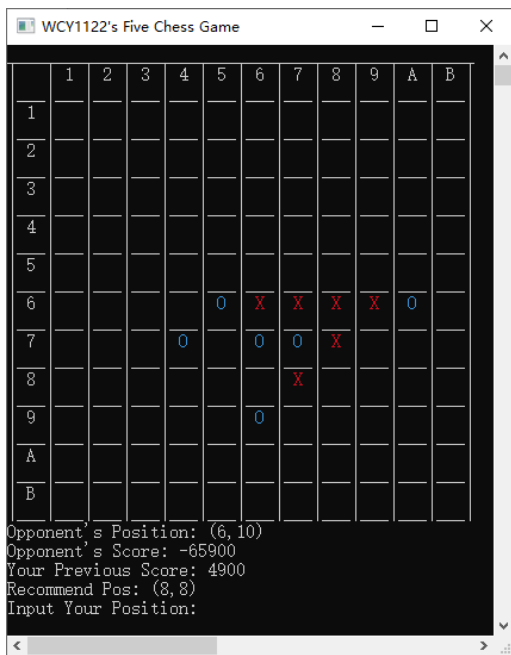 WCY1122's Five Chess Game
1 2 3 4 5 6 7 8 9 A B
1
2
3
4
5
6 O X X X X O
7 O O O X
8 X
9 O
A
B
Opponent's Position: (6,10)
Opponent's Score: -65900
Your Previous Score: 4900
Recommend Pos: (8,8)
Input Your Position: